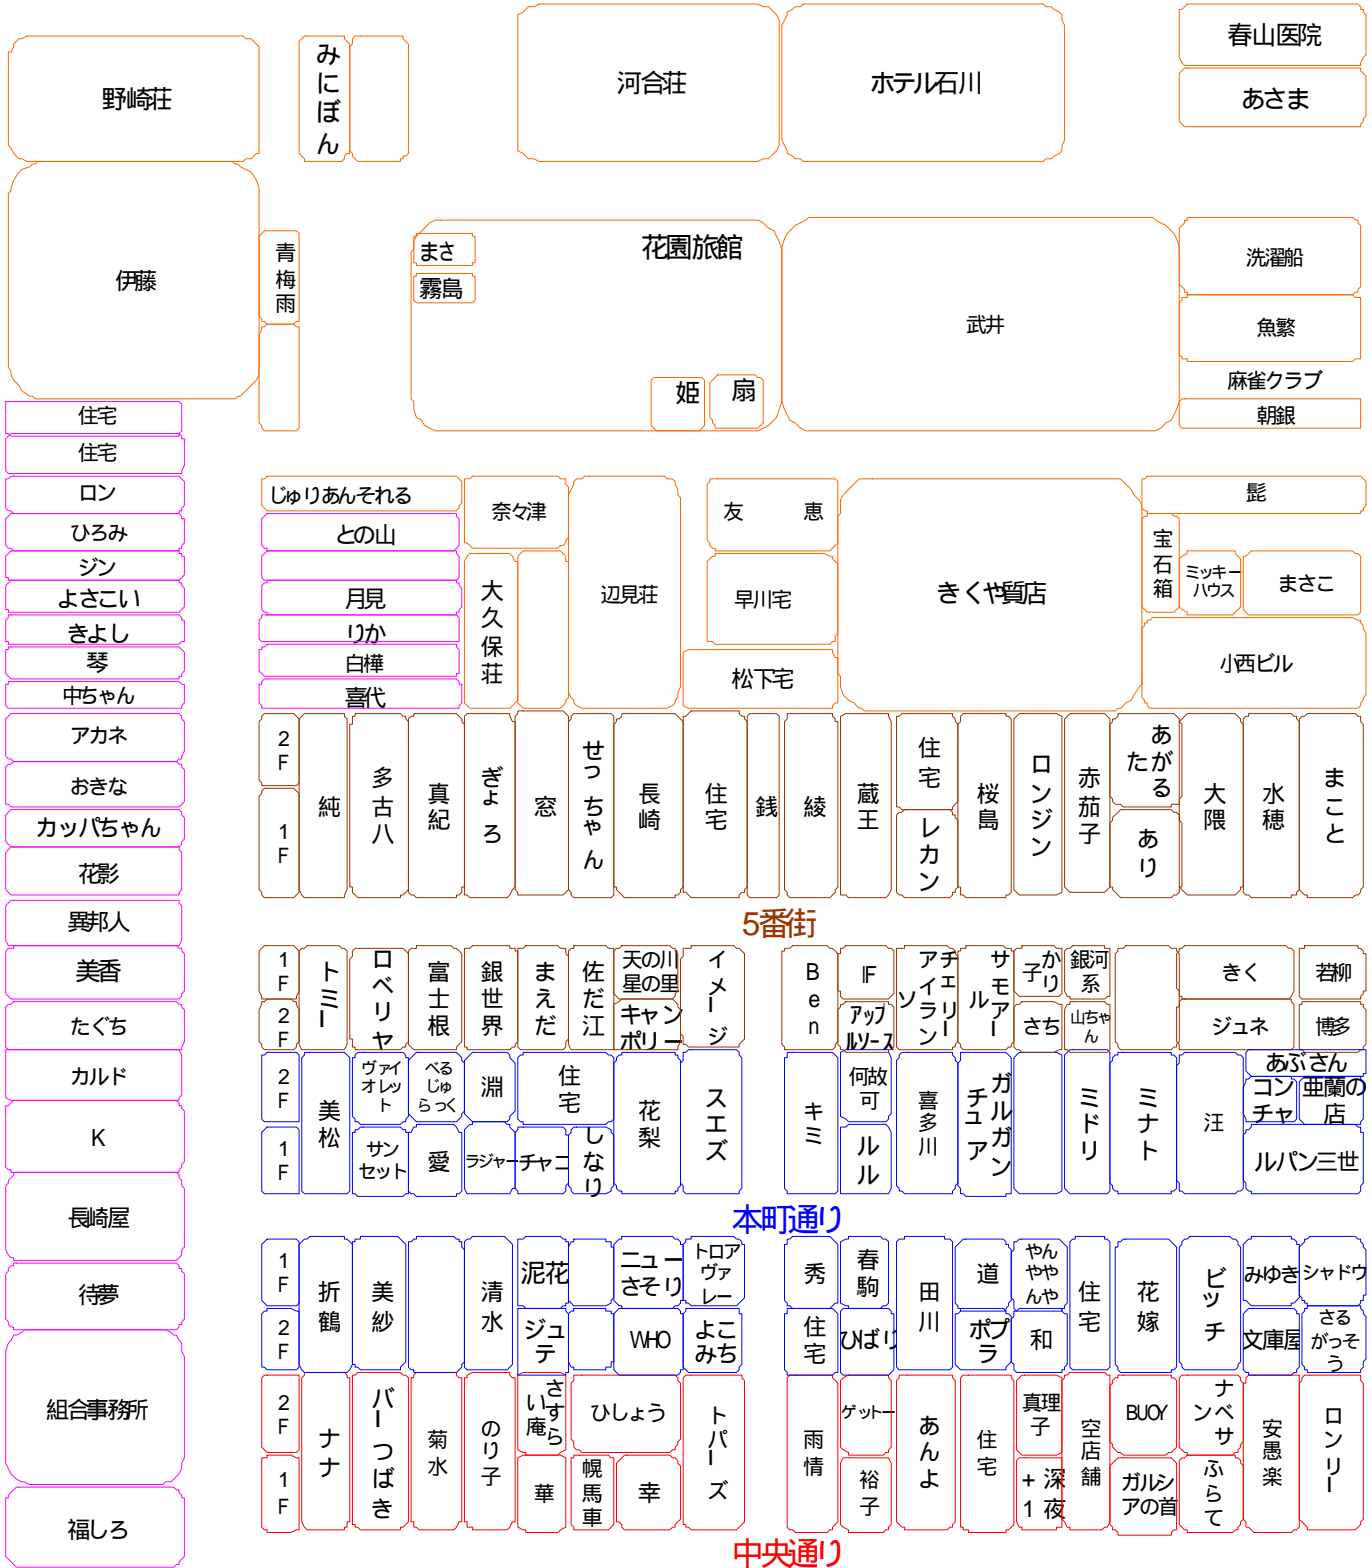 春山医院
みにぼん
河合荘
ホテル石川
野崎荘
あさま
伊藤
青梅雨
まさ
花園旅館
霧島
武井
洗濯船
魚繁
姫
扇
麻雀クラブ
朝銀
住宅
住宅
ロン
ひろみ
ジン
よさこい
きよし
琴
中ちゃん
アカネ
おきな
カッパちゃん
花影
異邦人
美香
たぐち
カルド
K
長崎屋
待夢
組合事務所
福しろ
じゅりあんそれる
との山
月見
りか
白樺
喜代
奈々津
大久保荘
辺見荘
友 恵
早川宅
松下宅
きくや質店
髭
宝石箱
ミッキー
ハウス
まさこ
小西ビル
2F
1F
純
多古八
真紀
ぎょろ
窓
せっちゃん
長崎
住宅
銭
綾
蔵王
住宅
レカン
桜島
ロンジン
赤茄子
あがる
た
あり
大隈
水穂
まこと
5番街
1F
2F
トミー
ロベリヤ
富士根
銀世界
まえだ
佐だ江
天の川
星の里
キャン
ポリー
イメージ
Ben
IF
アップ
ルソース
チェリー
アイラン
ソ
サモアー
ル
かり
子
さち
銀河
系
山ちゃ
ん
きく
ジュネ
若柳
博多
2F
1F
美松
ヴァイ
オレッ
ト
サン
セット
べる
じゅ
らっく
愛
淵
ラジャー
住宅
チャコ
しなり
花梨
スエズ
キミ
何故
可
ルル
喜多川
ガルガン
チュア
ミドリ
ミナト
汪
あぶさん
コン
チャ
亜蘭の
店
ルパン三世
本町通り
1F
2F
折鶴
美紗
清水
泥花
ジュ
テ
ニュー
さそり
WHO
トロア
ヴァ
レー
よこ
みち
秀
住宅
春駒
ひばり
田川
道
ポプ
ラ
やん
やや
んや
和
住宅
花嫁
ビッチ
みゆき
文庫屋
シャドウ
さる
がっそ
う
2F
1F
ナナ
バーつばき
菊水
のり子
さすら
い庵
華
ひしょう
幌馬車
幸
トパーズ
雨情
ゲットー
裕子
あんよ
住宅
真理
子
深夜
+1
空店舗
BUOY
ガルシ
アの首
ナベサ
ン
ふらて
安愚楽
ロンリー
中央通り